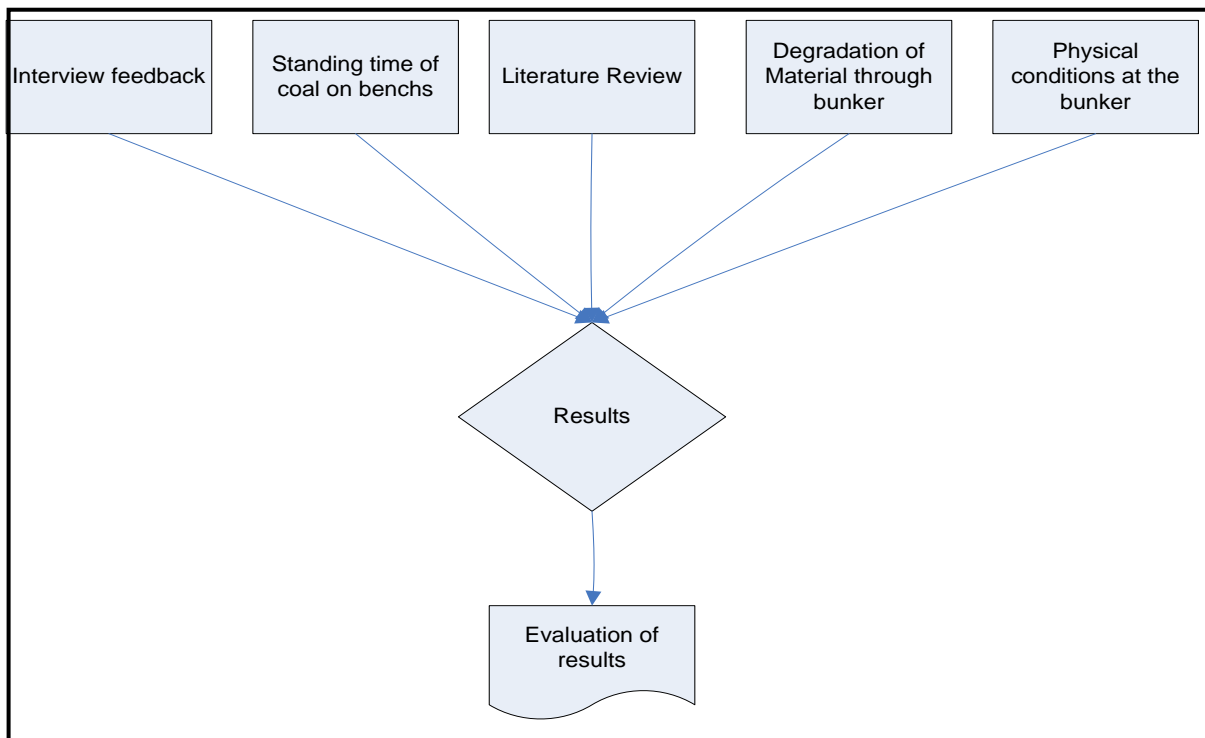 Interview feedback
Standing time of
coal on benchs
Literature Review
Degradation of
Material through
bunker
Physical
conditions at the
bunker
Results
Evaluation of
results